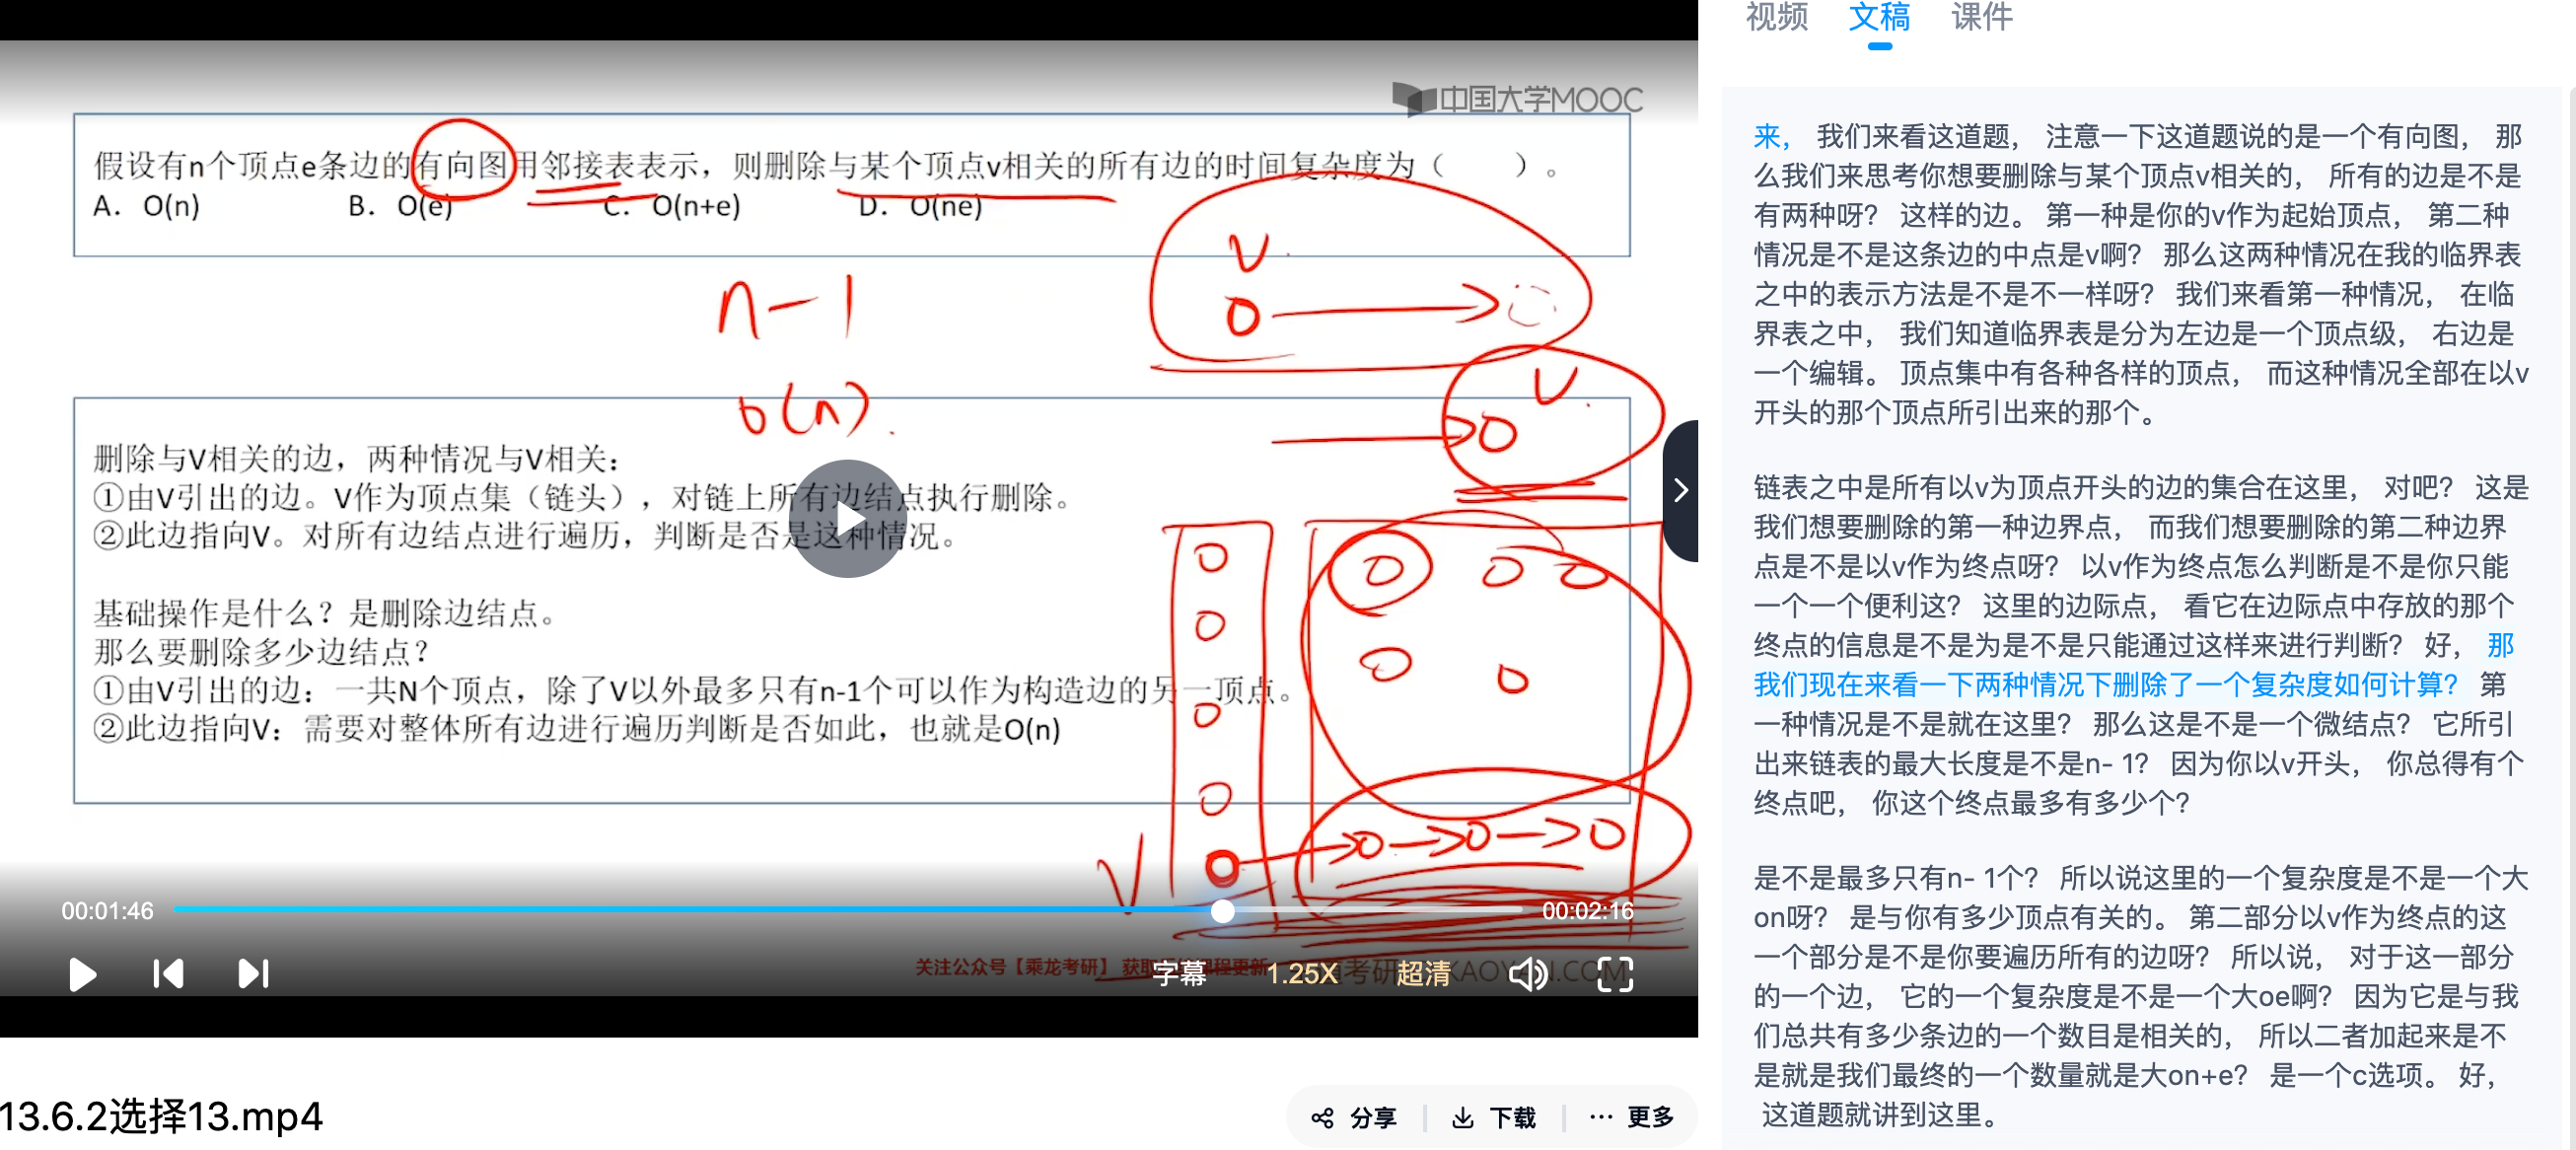 中国大学MOOC
假设有n个顶点e条边的有向图用邻接表表示，则删除与某个顶点v相关的所有边的时间复杂度为（　　）。
A. O(n)　B. O(e)　C. O(n+e)　D. O(ne)
V
n-1
o(n).
V.
删除与V相关的边，两种情况与V相关：
①由V引出的边。V作为顶点集（链头），对链上所有边结点执行删除。
②此边指向V。对所有边结点进行遍历，判断是否是这种情况。
基础操作是什么？是删除边结点。
那么要删除多少边结点？
①由V引出的边：一共N个顶点，除了V以外最多只有n-1个可以作为构造边的另一顶点。
②此边指向V：需要对整体所有边进行遍历判断是否如此，也就是O(n)
V
00:01:46
00:02:16
关注公众号【乘龙考研】
字幕
1.25X
超清
13.6.2选择13.mp4
分享
下载
更多
视频 文稿 课件
来， 我们来看这道题， 注意一下这道题说的是一个有向图， 那
么我们来思考你想要删除与某个顶点v相关的， 所有的边是不是
有两种呀？ 这样的边。 第一种是你的v作为起始顶点， 第二种
情况是不是这条边的中点是v啊？ 那么这两种情况在我的临界表
之中的表示方法是不是不一样呀？ 我们来看第一种情况， 在临
界表之中， 我们知道临界表是分为左边是一个顶点级， 右边是
一个编辑。 顶点集中有各种各样的顶点， 而这种情况全部在以v
开头的那个顶点所引出来的那个。
链表之中是所有以v为顶点开头的边的集合在这里， 对吧？ 这是
我们想要删除的第一种边界点， 而我们想要删除的第二种边界
点是不是以v作为终点呀？ 以v作为终点怎么判断是不是你只能
一个一个便利这？ 这里的边际点， 看它在边际点中存放的那个
终点的信息是不是为是不是只能通过这样来进行判断？ 好， 那
我们现在来看一下两种情况下删除了一个复杂度如何计算？ 第
一种情况是不是就在这里？ 那么这是不是一个微结点？ 它所引
出来链表的最大长度是不是n- 1？ 因为你以v开头， 你总得有个
终点吧， 你这个终点最多有多少个？
是不是最多只有n- 1个？ 所以说这里的一个复杂度是不是一个大
on呀？ 是与你有多少顶点有关的。 第二部分以v作为终点的这
一个部分是不是你要遍历所有的边呀？ 所以说， 对于这一部分
的一个边， 它的一个复杂度是不是一个大oe啊？ 因为它是与我
们总共有多少条边的一个数目是相关的， 所以二者加起来是不
是就是我们最终的一个数量就是大on+e？ 是一个c选项。 好，
这道题就讲到这里。